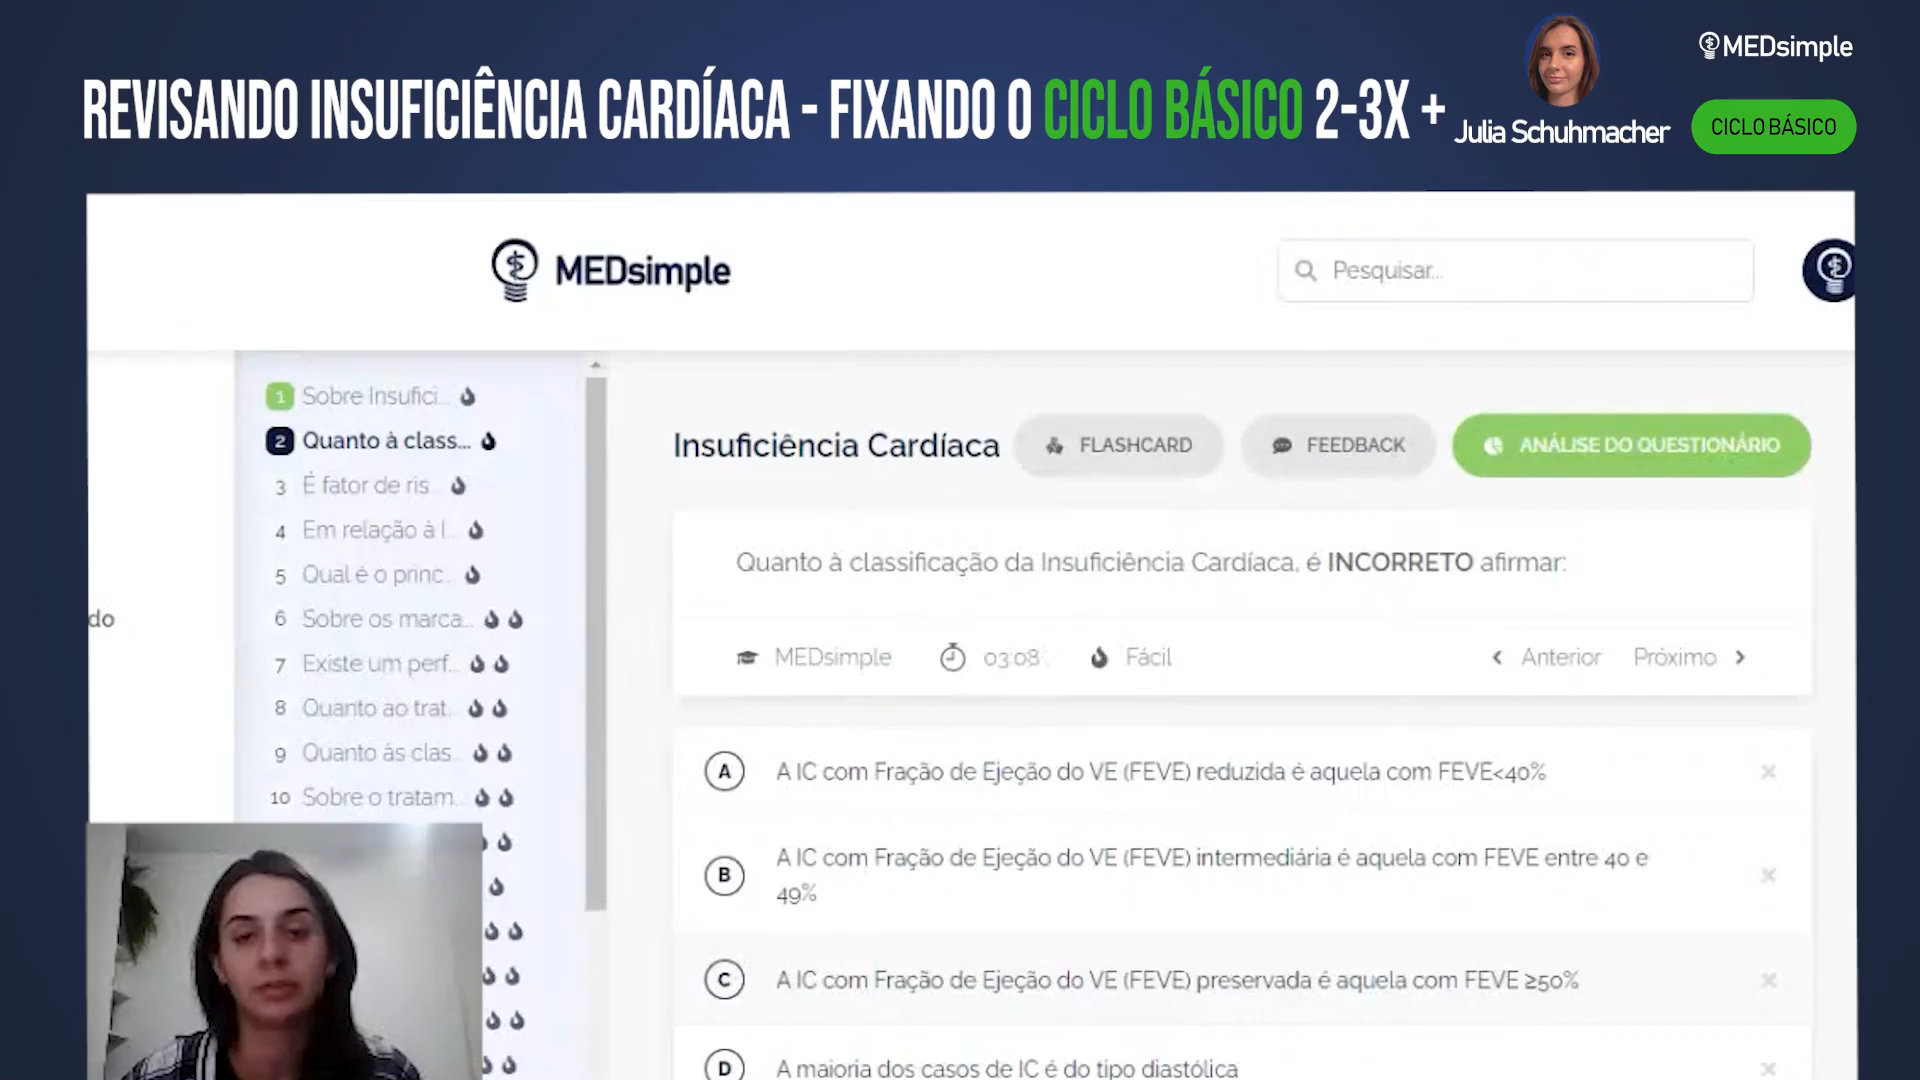 REVISANDO INSUFICIÊNCIA CARDÍACA - FIXANDO O CICLO BÁSICO 2-3X +
Julia Schuhmacher
MEDsimple
CICLO BÁSICO
MEDsimple
Pesquisar...
do
1 Sobre Insufici...
2 Quanto à class...
3 É fator de ris...
4 Em relação à l...
5 Qual é o princ...
6 Sobre os marca...
7 Existe um perf...
8 Quanto ao trat...
9 Quanto às clas...
10 Sobre o tratam...
Insuficiência Cardíaca
FLASHCARD
FEEDBACK
ANÁLISE DO QUESTIONÁRIO
Quanto à classificação da Insuficiência Cardíaca, é INCORRETO afirmar:
MEDsimple
03:08
Fácil
Anterior
Próximo
A A IC com Fração de Ejeção do VE (FEVE) reduzida é aquela com FEVE<40%
B A IC com Fração de Ejeção do VE (FEVE) intermediária é aquela com FEVE entre 40 e
49%
C A IC com Fração de Ejeção do VE (FEVE) preservada é aquela com FEVE ≥50%
D A maioria dos casos de IC é do tipo diastólica